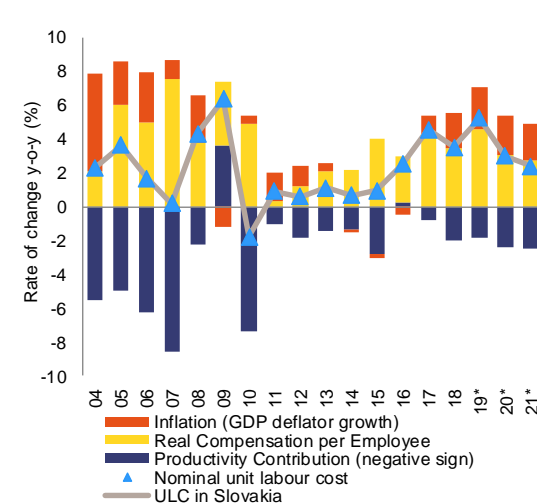 Rate of change y-o-y (%)
10
8
6
4
2
0
-2
-4
-6
-8
-10
04 05 06 07 08 09 10 11 12 13 14 15 16 17 18 19* 20* 21*
Inflation (GDP deflator growth)
Real Compensation per Employee
Productivity Contribution (negative sign)
Nominal unit labour cost
ULC in Slovakia